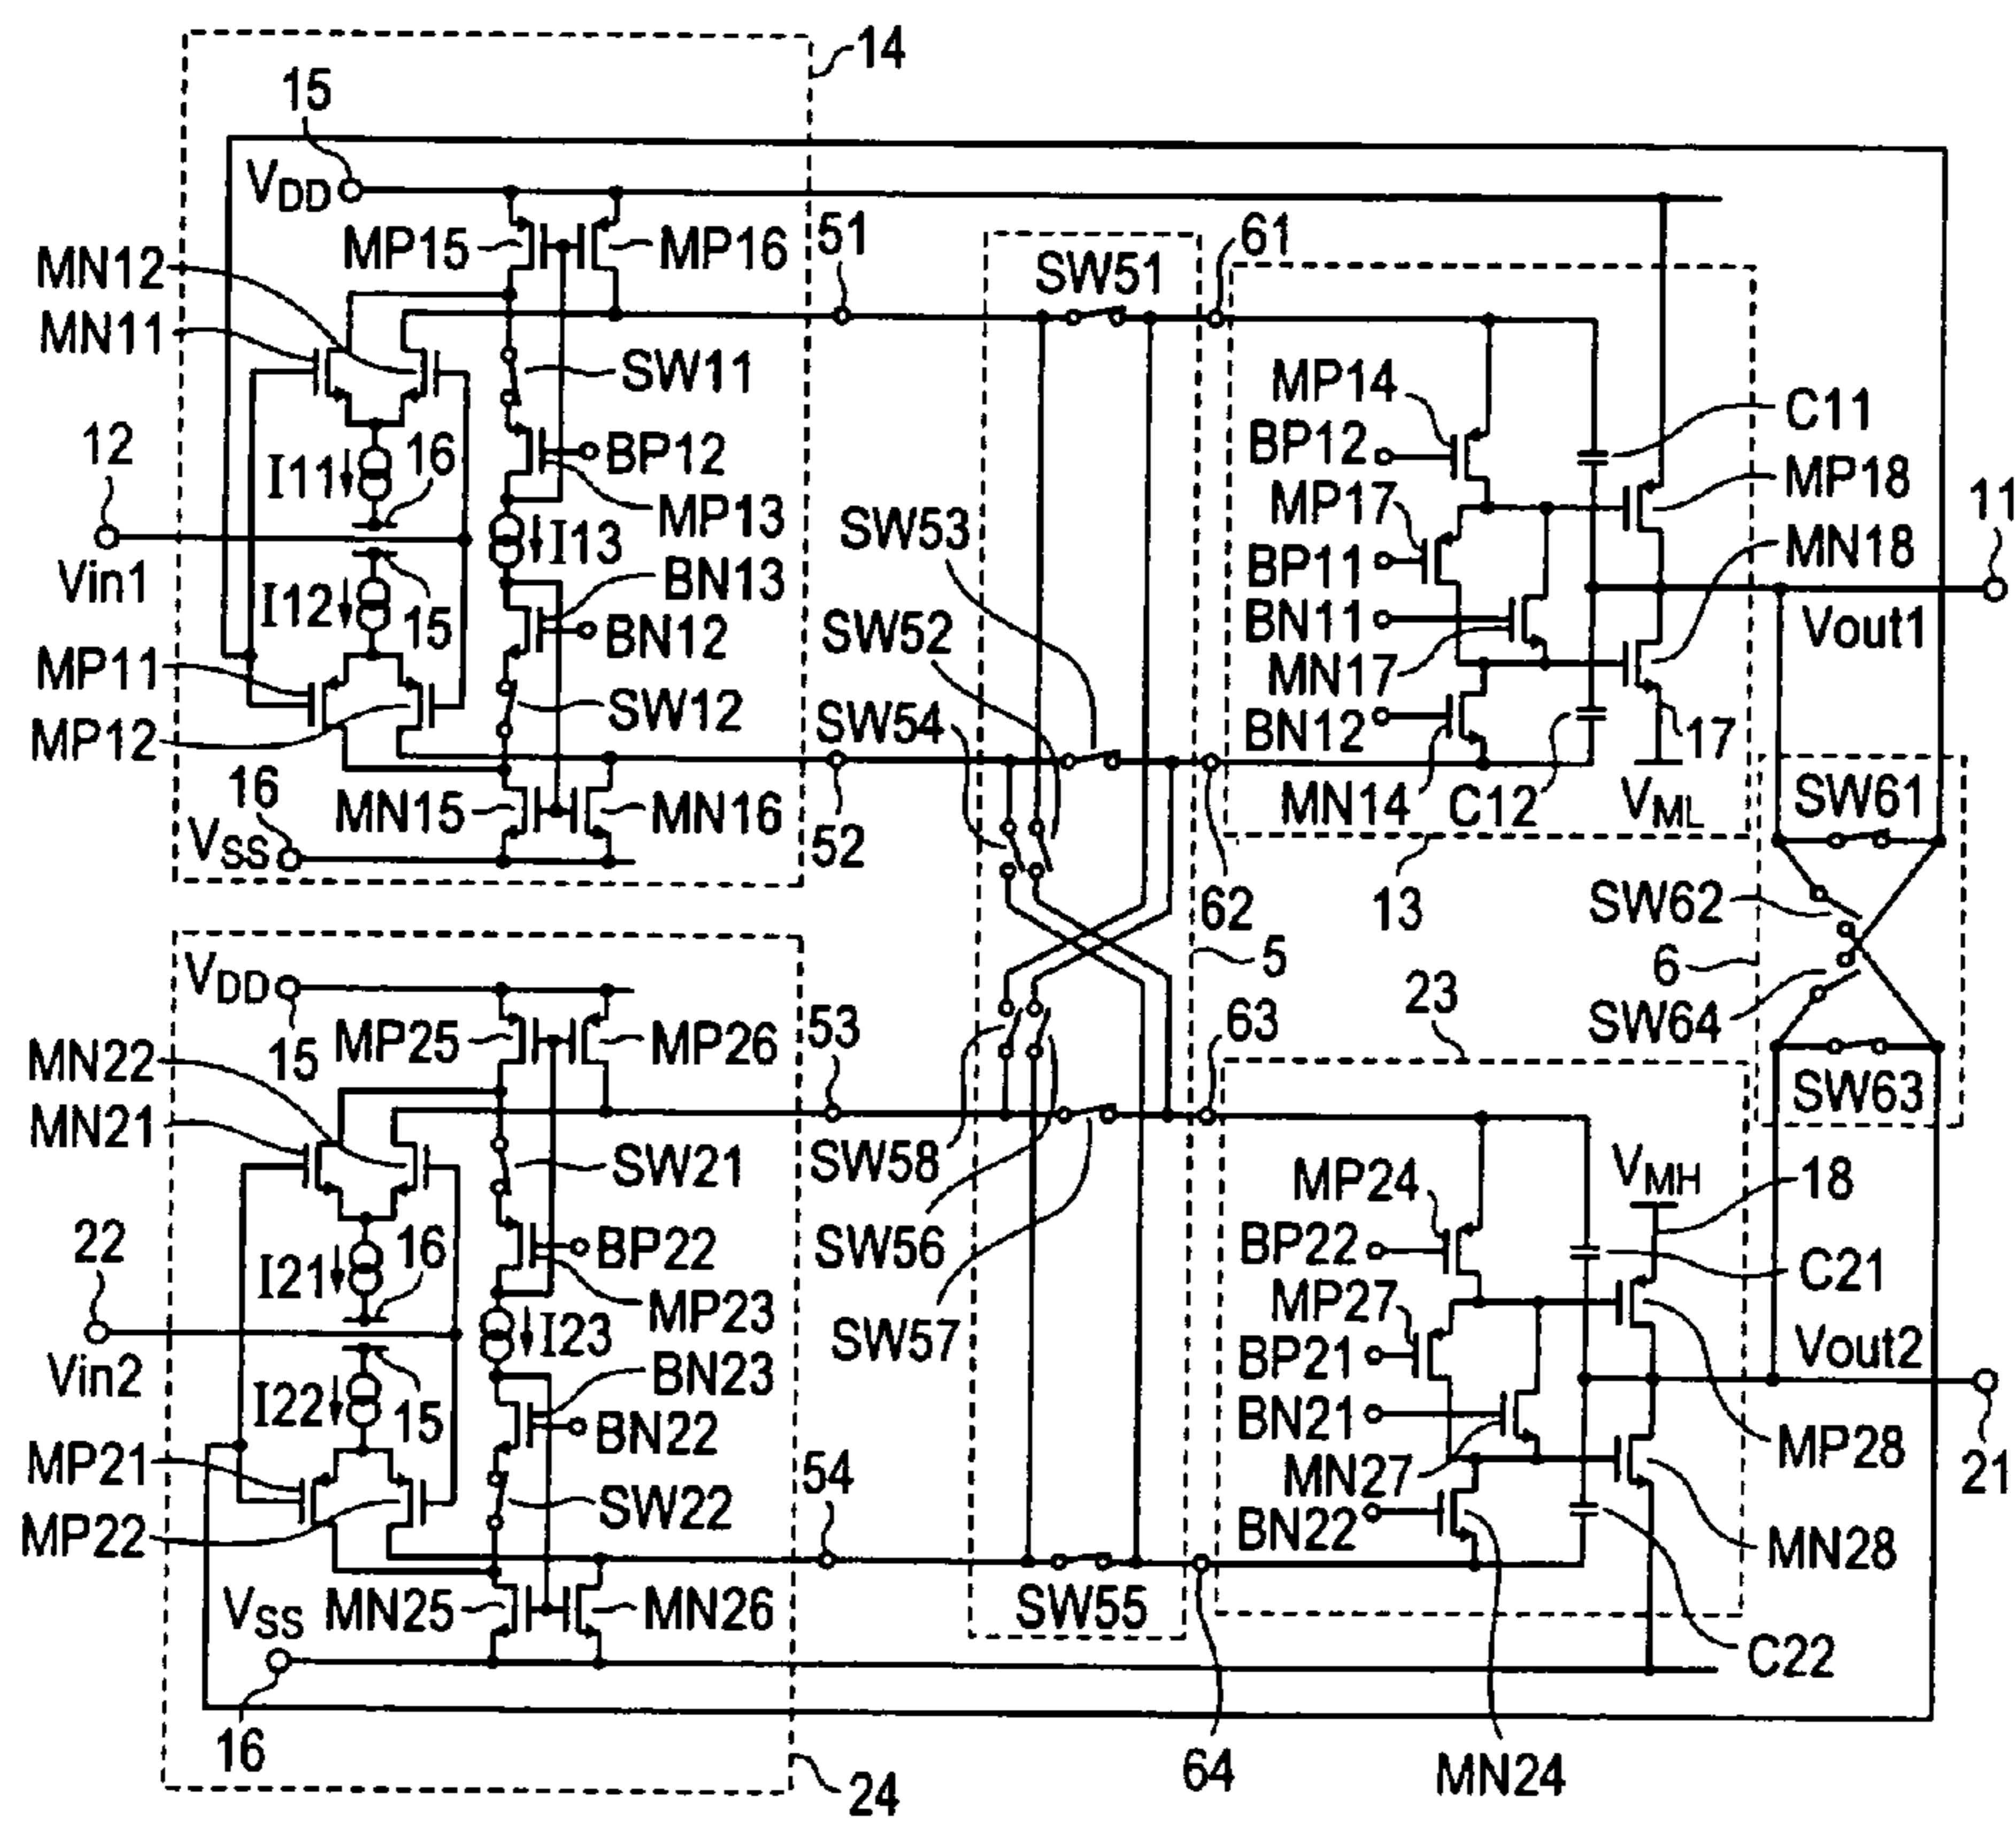 14
15
VDD
MP15
MP16
51
61
MN12
MN11
SW51
SW11
MP14
C11
12
I11
16
BP12
BP12
MP18
11
MP13
SW53
MP17
Vin1
I13
BP11
MN18
BN13
I12
15
BN12
SW52
BN11
Vout1
MP11
MN17
SW12
SW54
MP12
BN12
17
16
MN15
MN16
MN14
C12
VML
SW61
VSS
52
13
62
SW62
VDD
5
6
23
53
63
SW64
MP25
MP26
MN22
15
SW63
MN21
SW58
VMH
18
SW21
MP24
22
16
BP22
SW56
BP22
C21
I21
MP23
MP27
SW57
Vin2
I23
BP21
Vout2
BN23
I22
15
BN22
BN21
MP28
MP21
54
MN27
21
SW22
MP22
BN22
MN28
VSS
MN25
MN26
SW55
C22
16
64
MN24
24